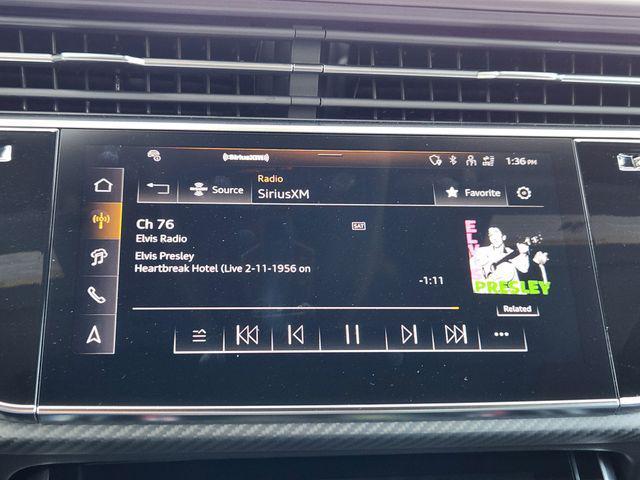 ((SiriusXM))
1:36 PM
Radio
Source
SiriusXM
Favorite
Ch 76
SAT
Elvis Radio
Elvis Presley
Heartbreak Hotel (Live 2-11-1956 on
-1:11
ELVIS
PRESLEY
Related